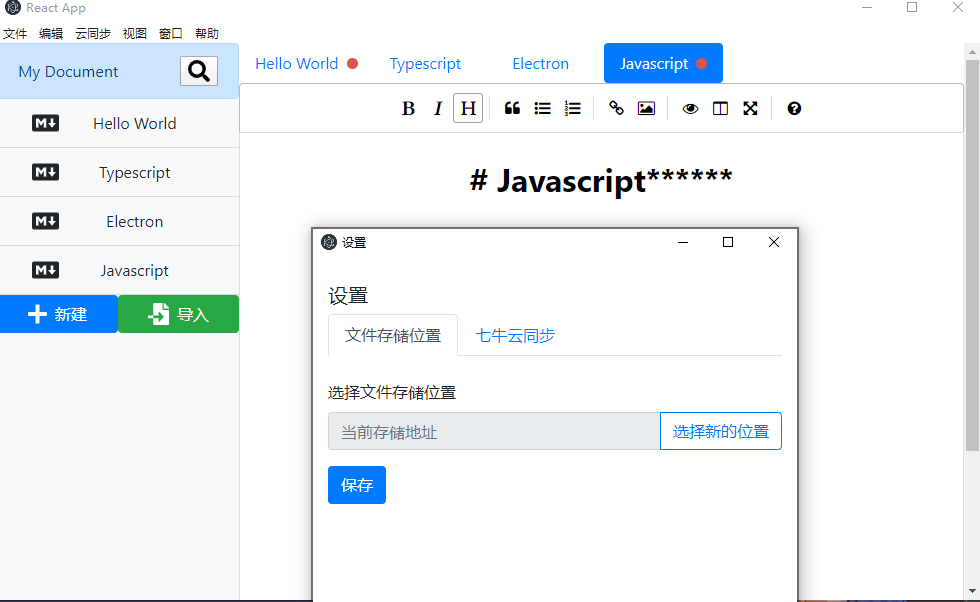 React App
文件 编辑 云同步 视图 窗口 帮助
My Document
Hello World Typescript Electron Javascript
B I H
M Hello World
M Typescript
M Electron
M Javascript
新建 导入
# Javascript******
设置
设置
文件存储位置 七牛云同步
选择文件存储位置
当前存储地址 选择新的位置
保存